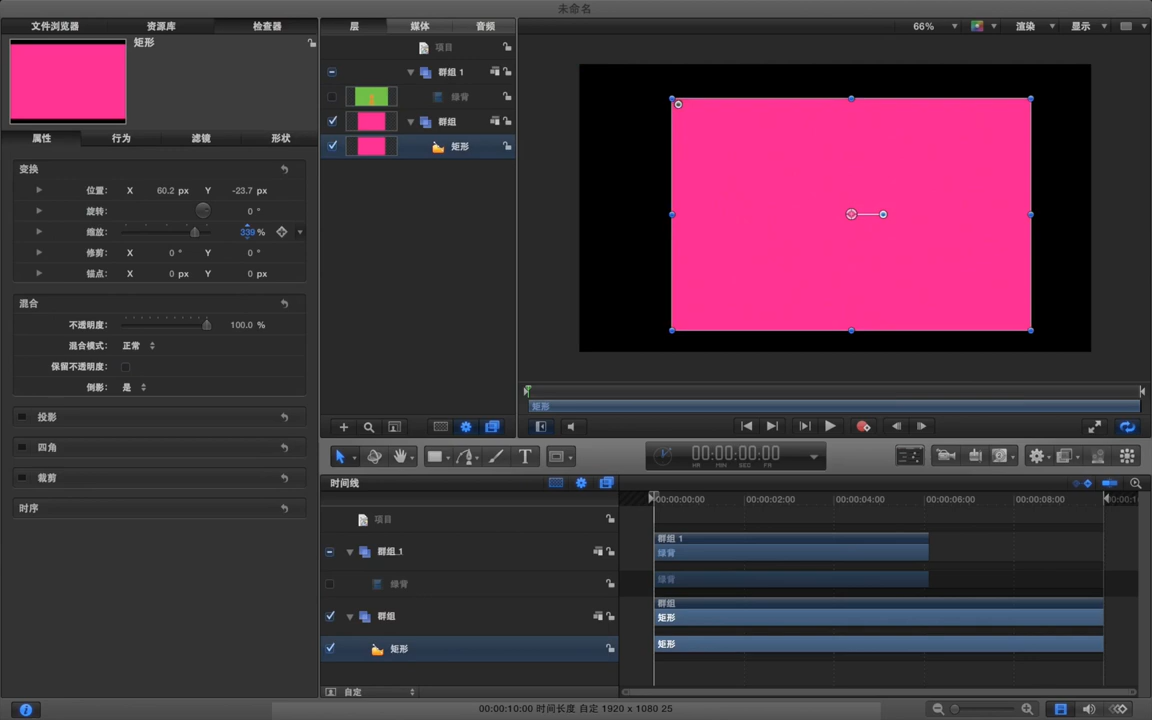 未命名
文件浏览器 资源库 检查器
矩形
属性 行为 滤镜 形状
变换
位置: X 60.2 px Y -23.7 px
旋转: 0 °
缩放: 339 %
修剪: X 0 ° Y 0 °
锚点: X 0 px Y 0 px
混合
不透明度: 100.0 %
混合模式: 正常
保留不透明度:
倒影: 是
投影
四角
裁剪
时序
层 媒体 音频
项目
群组 1
绿背
群组
矩形
66% 渲染 显示
矩形
T
00:00:00:00
HR MIN SEC FR
时间线
00:00:00:00 00:00:02:00 00:00:04:00 00:00:06:00 00:00:08:00
项目
群组 1
绿背
群组
矩形
群组 1
绿背
绿背
群组
矩形
矩形
自定
00:00:10:00 时间长度 自定 1920 x 1080 25